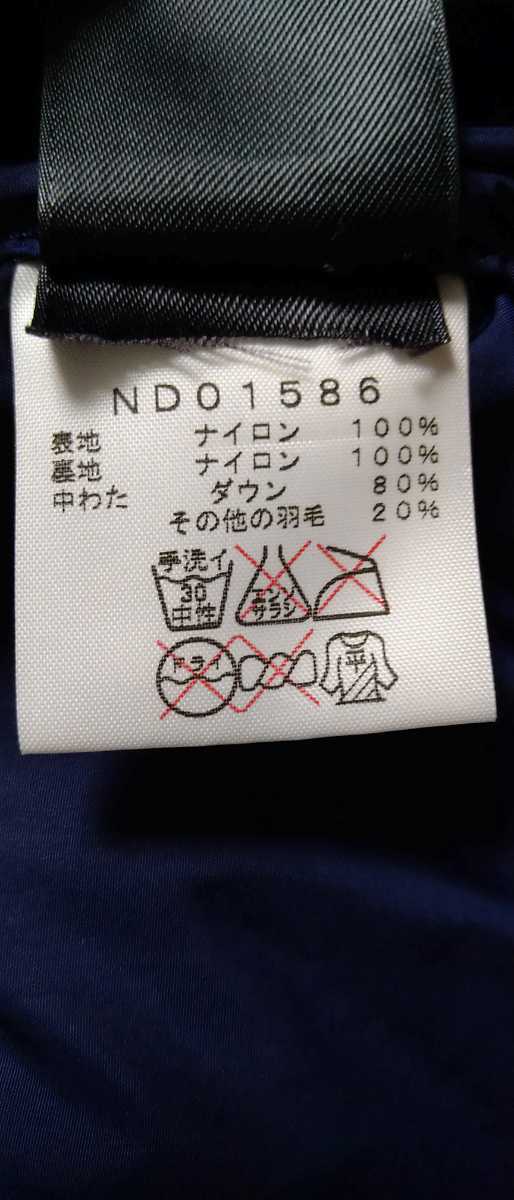 ND01586
表地 ナイロン 100%
裏地 ナイロン 100%
中わた ダウン 80%
その他の羽毛 20%
手洗イ
30
中性
エンソ
サラシ
ドライ
平